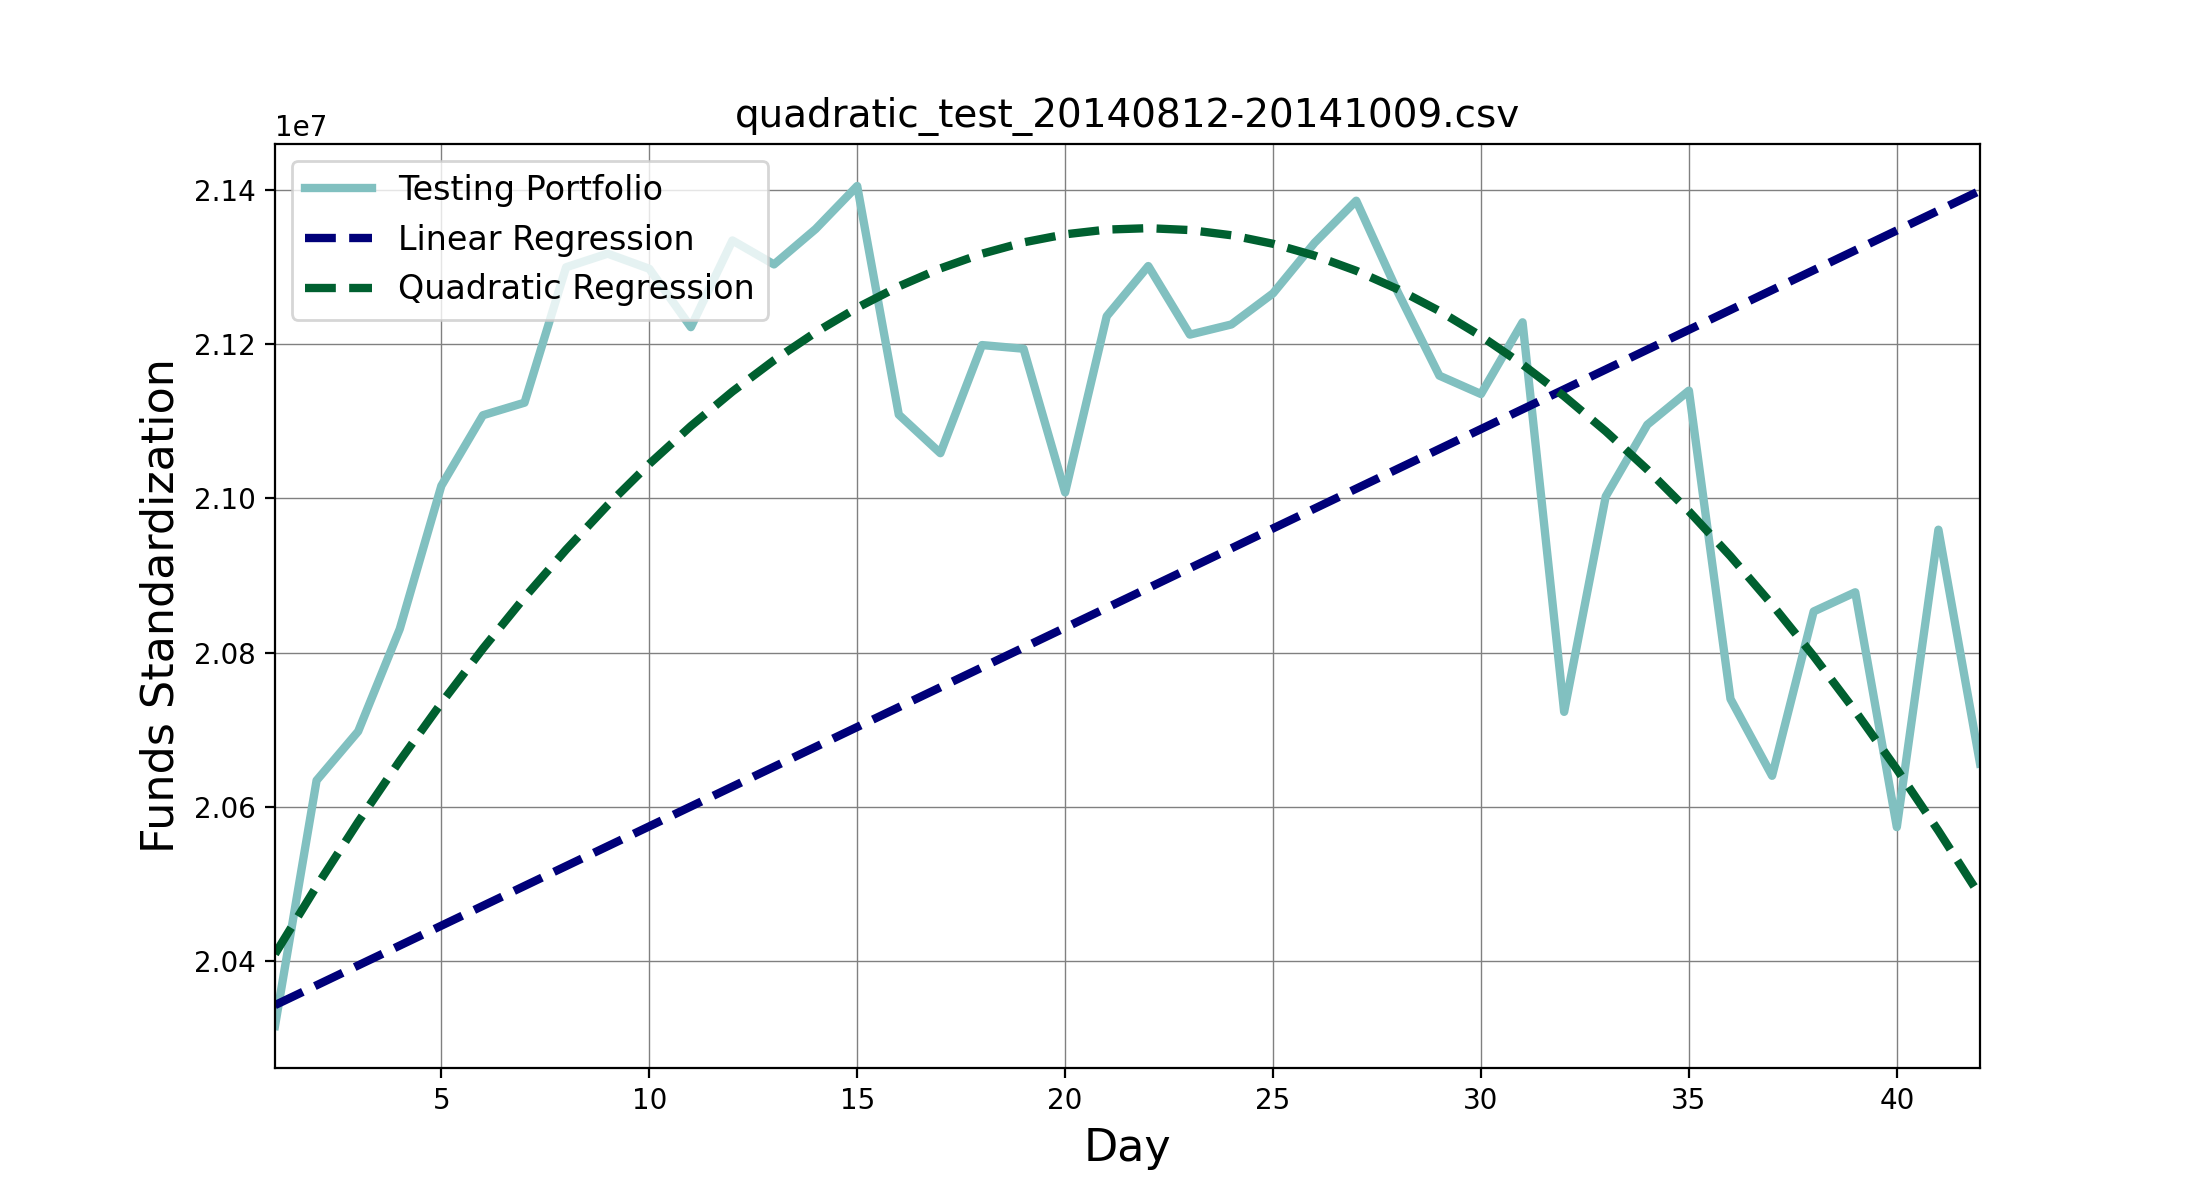 quadratic_test_20140812-20141009.csv
1e7
Testing Portfolio
Linear Regression
Quadratic Regression
2.14
2.12
2.10
2.08
2.06
2.04
Funds Standardization
5 10 15 20 25 30 35 40
Day